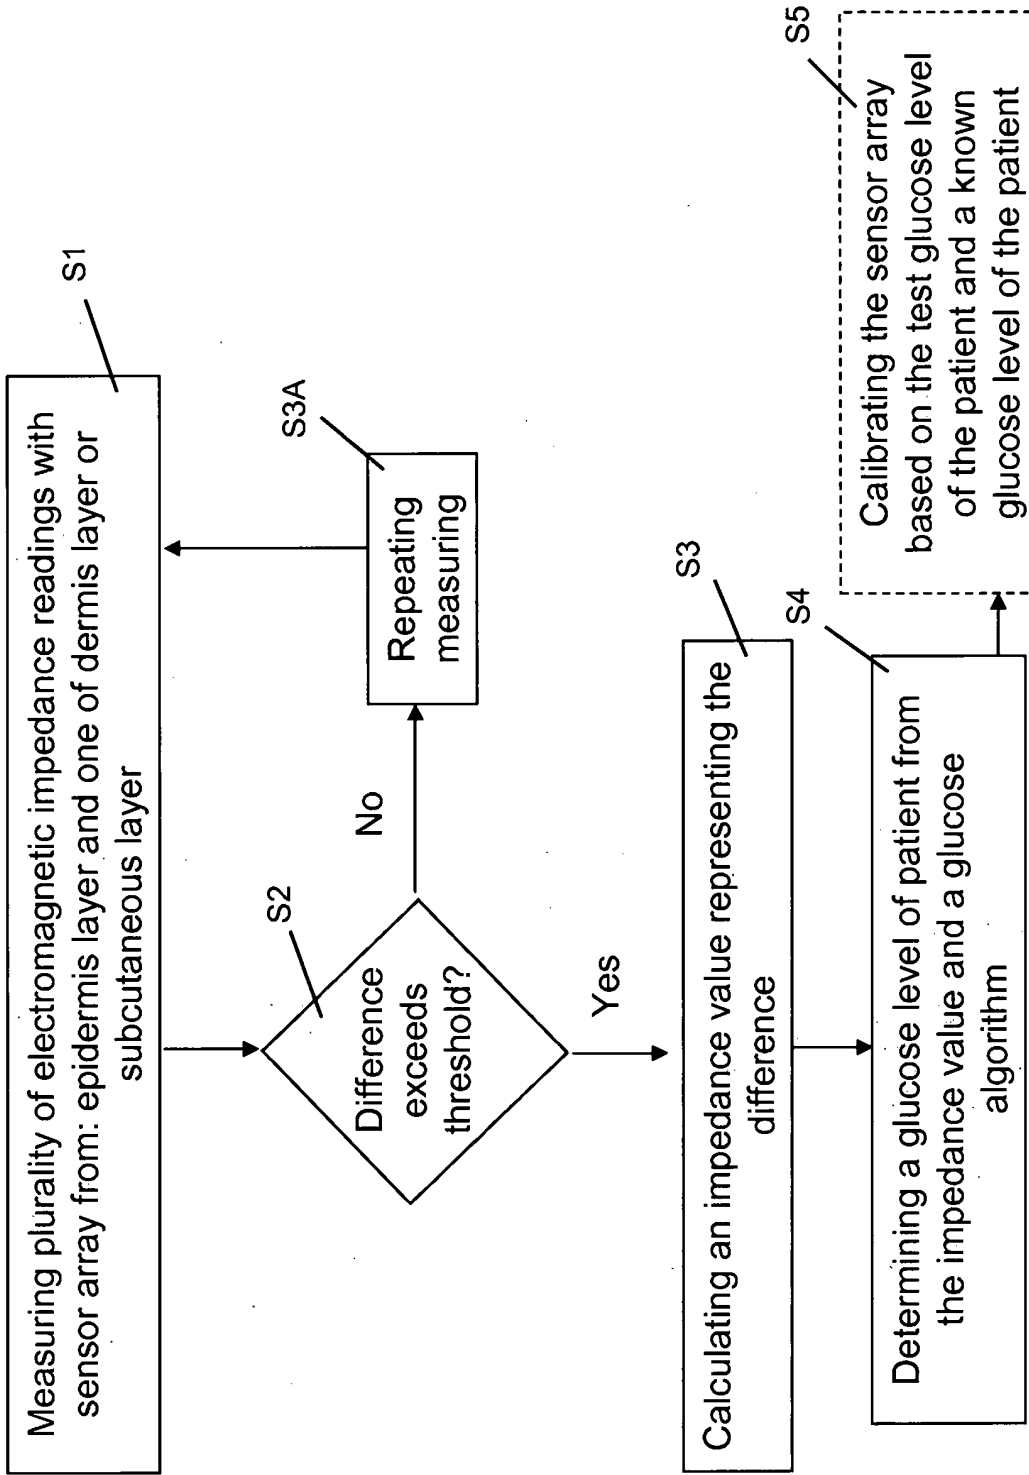 Measuring plurality of electromagnetic impedance readings with
sensor array from: epidermis layer and one of dermis layer or
subcutaneous layer
S1
Difference
exceeds
threshold?
S2
No
Repeating
measuring
S3A
Yes
Calculating an impedance value representing the
difference
S3
Determining a glucose level of patient from
the impedance value and a glucose
algorithm
S4
Calibrating the sensor array
based on the test glucose level
of the patient and a known
glucose level of the patient
S5